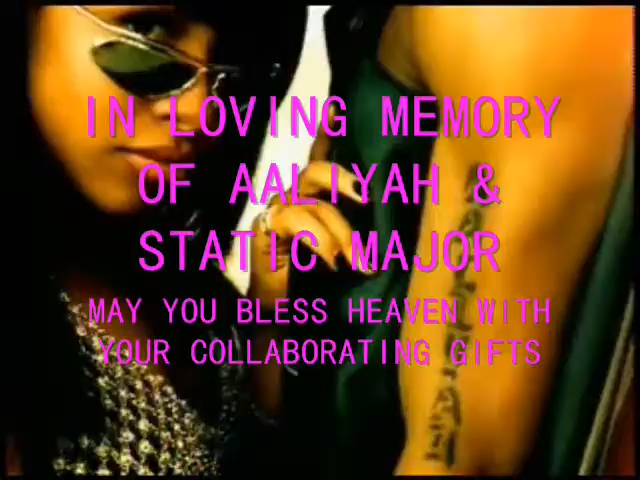 IN LOVING MEMORY
OF AALIYAH &
STATIC MAJOR
MAY YOU BLESS HEAVEN WITH
YOUR COLLABORATING GIFTS